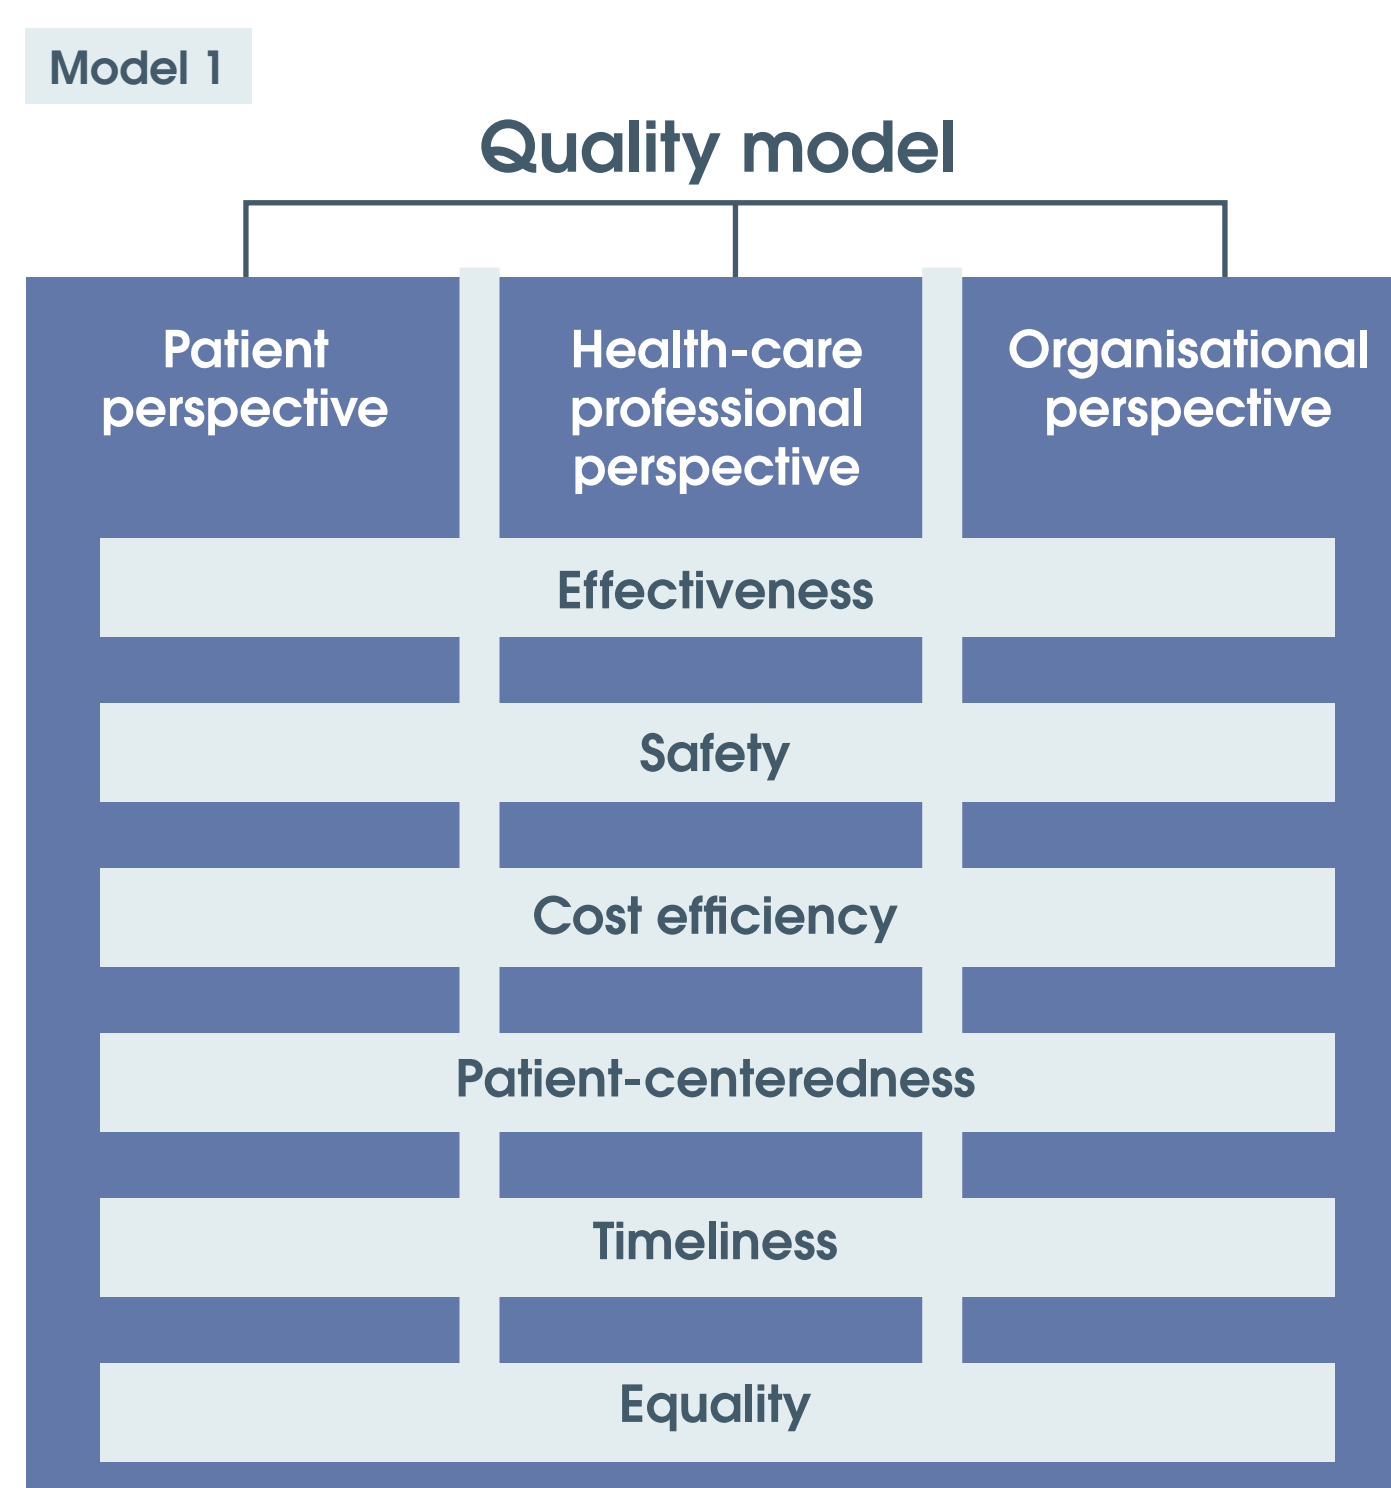 Model 1
Quality model
Patient
perspective
Health-care
professional
perspective
Organisational
perspective
Effectiveness
Safety
Cost efficiency
Patient-centeredness
Timeliness
Equality